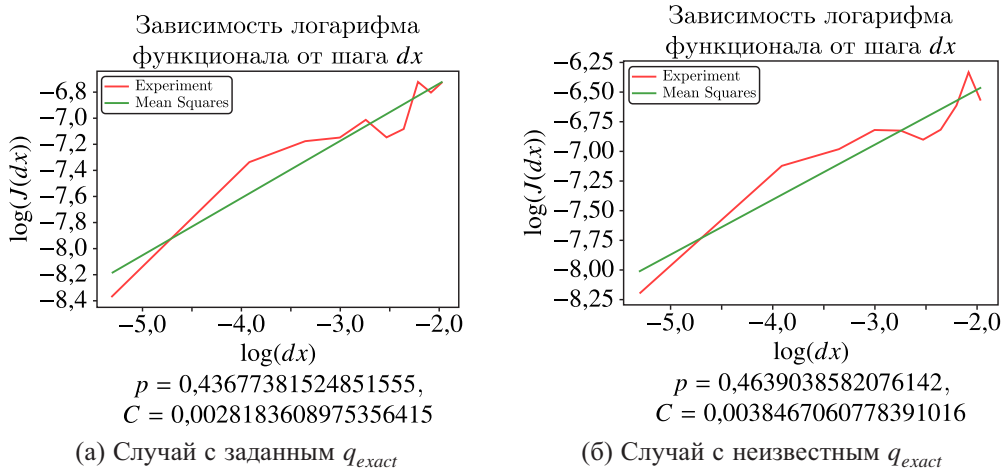 Зависимость логарифма
функционала от шага dx
Experiment
Mean Squares
log(J(dx))
−6,8
−7,0
−7,2
−7,4
−7,6
−7,8
−8,0
−8,2
−8,4
−5,0 −4,0 −3,0 −2,0
log(dx)
p = 0,43677381524851555,
C = 0,0028183608975356415
(а) Случай с заданным q_exact
Зависимость логарифма
функционала от шага dx
Experiment
Mean Squares
log(J(dx))
−6,25
−6,50
−6,75
−7,00
−7,25
−7,50
−7,75
−8,00
−8,25
−5,0 −4,0 −3,0 −2,0
log(dx)
p = 0,4639038582076142,
C = 0,0038467060778391016
(б) Случай с неизвестным q_exact